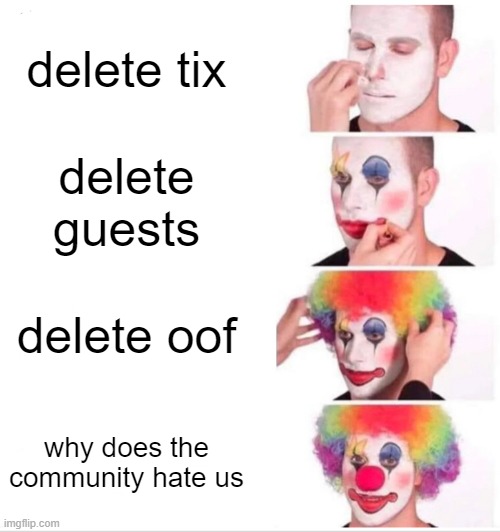 delete tix
delete
guests
delete oof
why does the
community hate us
imgflip.com